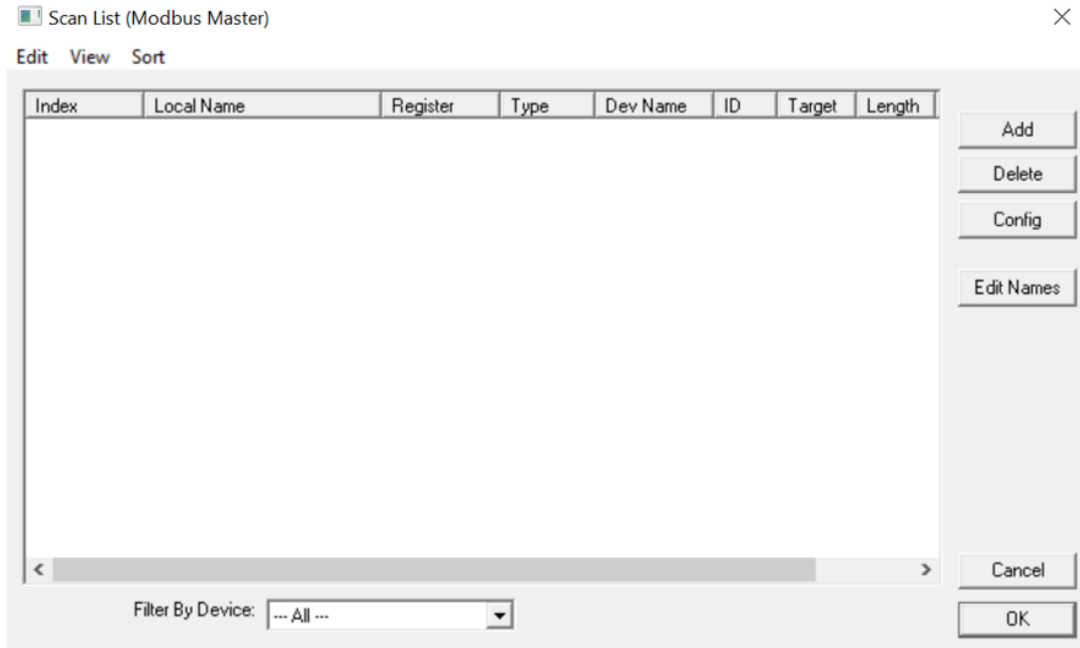 Scan List (Modbus Master)
Edit View Sort
Index Local Name Register Type Dev Name ID Target Length
Add
Delete
Config
Edit Names
Cancel
Filter By Device: --- All ---
OK